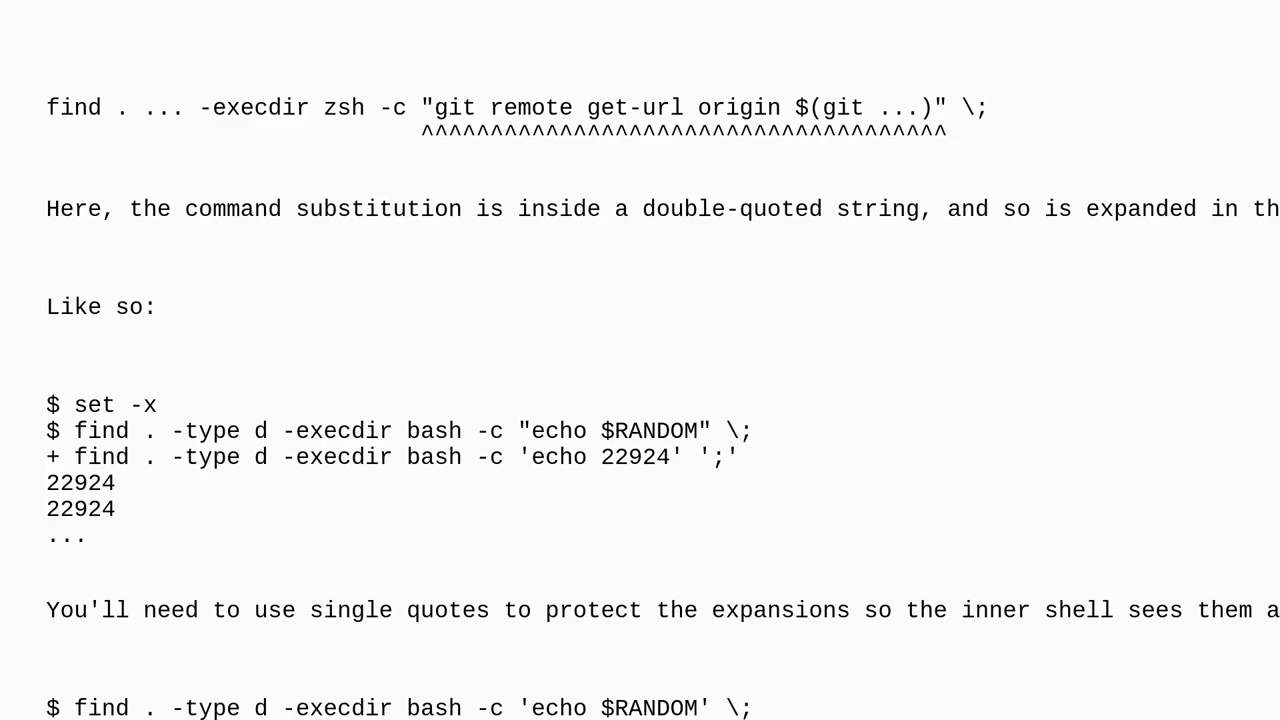 find . ... -execdir zsh -c "git remote get-url origin $(git ...)" \;
^^^^^^^^^^^^^^^^^^^^^^^^^^^^^^^^^^^^^^
Here, the command substitution is inside a double-quoted string, and so is expanded in th
Like so:
$ set -x
$ find . -type d -execdir bash -c "echo $RANDOM" \;
+ find . -type d -execdir bash -c 'echo 22924' ';'
22924
22924
...
You'll need to use single quotes to protect the expansions so the inner shell sees them a
$ find . -type d -execdir bash -c 'echo $RANDOM' \;